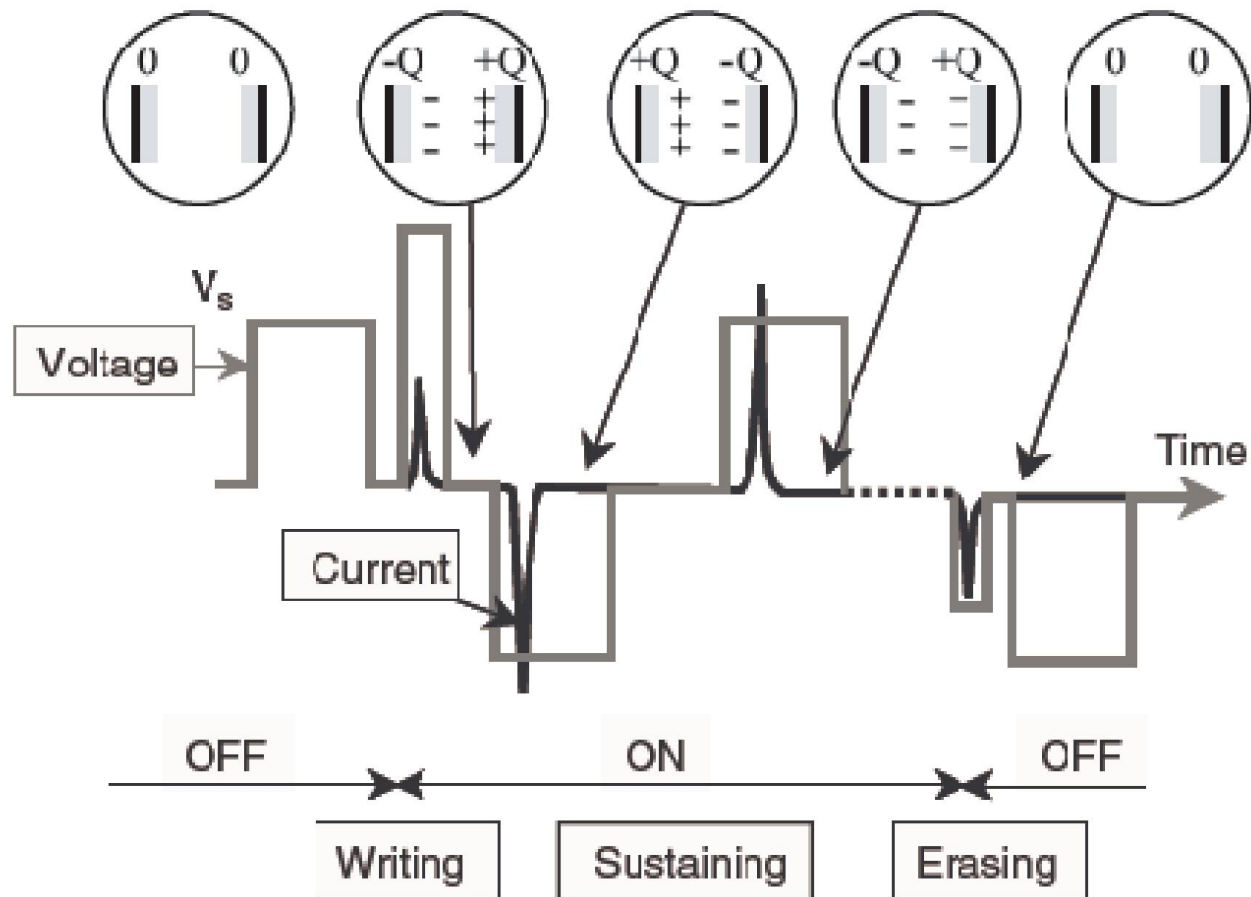 0 0
-Q +Q
+Q -Q
-Q +Q
0 0
- +
- +
- +
+ -
+ -
+ -
- -
- -
- -
Vs
Voltage
Time
Current
OFF
ON
OFF
Writing
Sustaining
Erasing